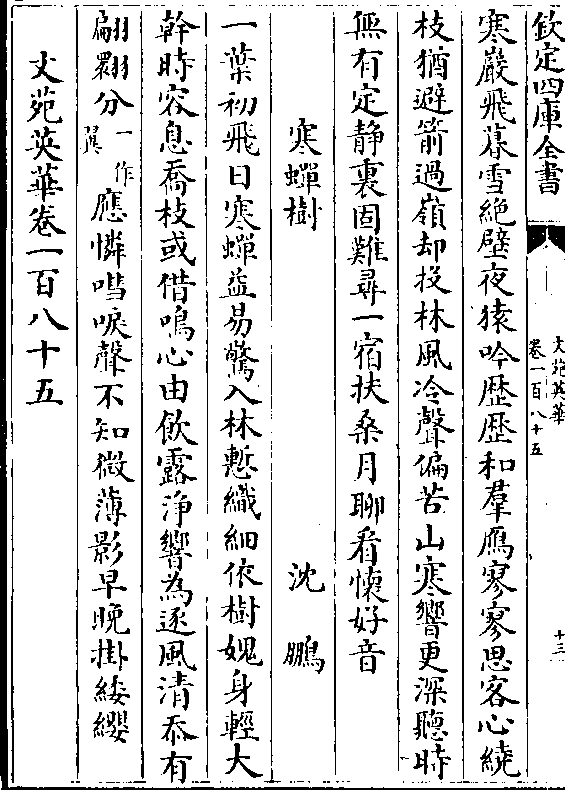 欽定四庫全書
文苑英華
卷一百八十五
十三
寒巖飛暮雪絶壁夜猿吟歴歴和羣鴈寥寥思客心繞
枝猶避箭過嶺却投林風冷聲偏苦山寒響更深聽時
無有定静裏固難尋一宿扶桑月聊看懷好音
寒蟬樹
沈鵬
一葉初飛日寒蟬益易驚入林慙織細依樹媿身輕大
幹時容息喬枝或借鳴心由飲露浄響為逐風清忝有
翩翾分一作翼應憐嘒唳聲不知微薄影早晚掛緌纓
文苑英華卷一百八十五